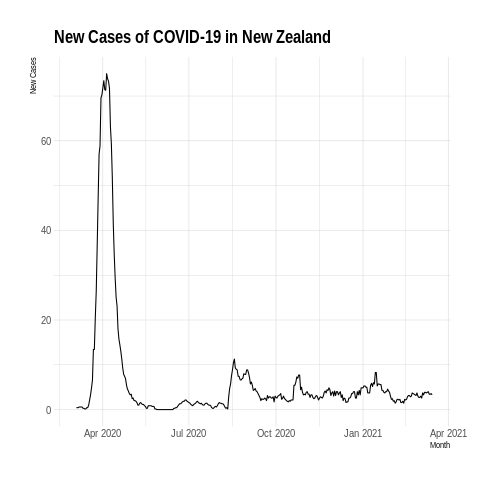 New Cases of COVID-19 in New Zealand
New Cases
60
40
20
0
Apr 2020 Jul 2020 Oct 2020 Jan 2021 Apr 2021
Month